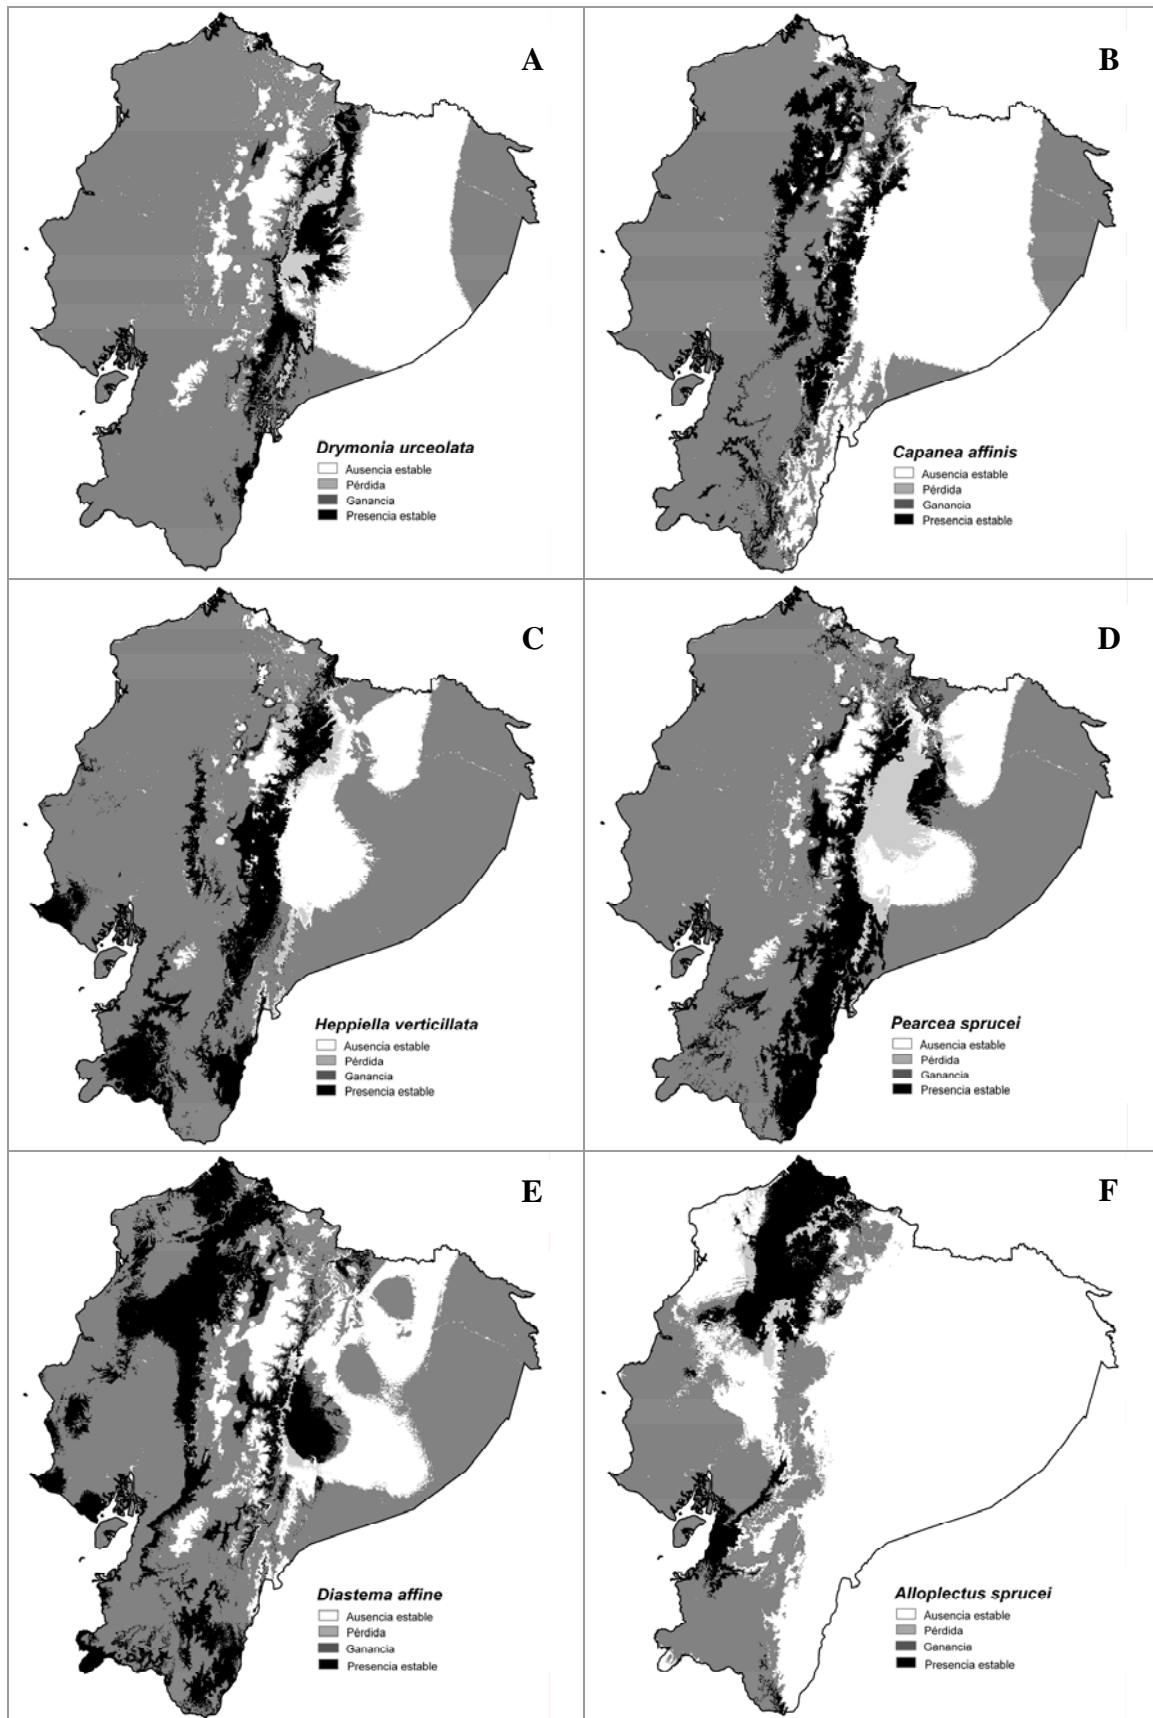 A
Drymonia urceolata
Ausencia estable
Pérdida
Ganancia
Presencia estable
B
Capanea affinis
Ausencia estable
Pérdida
Ganancia
Presencia estable
C
Heppiella verticillata
Ausencia estable
Pérdida
Ganancia
Presencia estable
D
Pearcea sprucei
Ausencia estable
Pérdida
Ganancia
Presencia estable
E
Diastema affine
Ausencia estable
Pérdida
Ganancia
Presencia estable
F
Alloplectus sprucei
Ausencia estable
Pérdida
Ganancia
Presencia estable